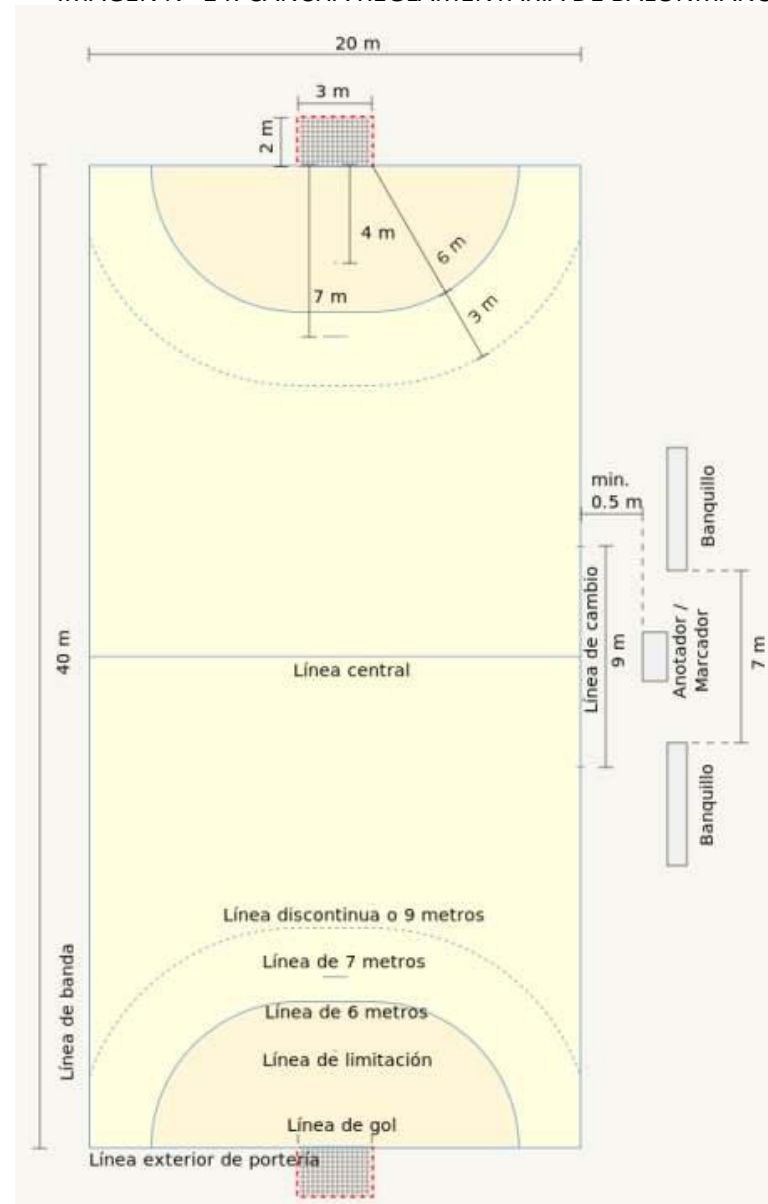 20 m
3 m
2 m
4 m
6 m
7 m
3 m
min.
0.5 m
Banquillo
Línea de cambio
9 m
Anotador /
Marcador
7 m
40 m
Línea central
Banquillo
Línea discontinua o 9 metros
Línea de 7 metros
Línea de banda
Línea de 6 metros
Línea de limitación
Línea de gol
Línea exterior de portería